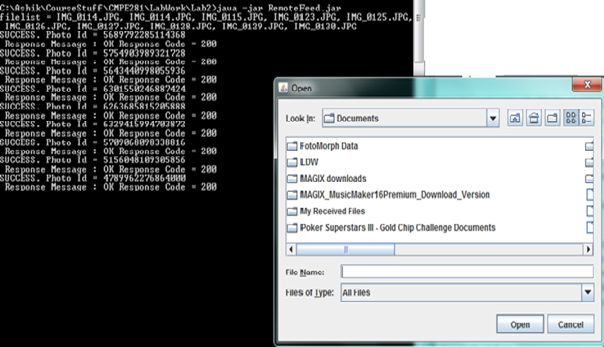 C:\Ashik\CourseStuff\CMPE281\LabWork\Lab2>java -jar RemoteFeed.jar
filelist = IMG_0114.JPG, IMG_0114.JPG, IMG_0115.JPG, IMG_0123.JPG, IMG_0125.JPG,
IMG_0126.JPG, IMG_0127.JPG, IMG_0128.JPG, IMG_0129.JPG, IMG_0130.JPG
SUCCESS. Photo Id = 5689792285114368
Response Message : OK Response Code = 200
SUCCESS. Photo Id = 5754903989321728
Response Message : OK Response Code = 200
SUCCESS. Photo Id = 5643440998055936
Response Message : OK Response Code = 200
SUCCESS. Photo Id = 6301550246887424
Response Message : OK Response Code = 200
SUCCESS. Photo Id = 6263685815205888
Response Message : OK Response Code = 200
SUCCESS. Photo Id = 6329415994703872
Response Message : OK Response Code = 200
SUCCESS. Photo Id = 5709068098338816
Response Message : OK Response Code = 200
SUCCESS. Photo Id = 5156048109305856
Response Message : OK Response Code = 200
SUCCESS. Photo Id = 4789962276864000
Response Message : OK Response Code = 200
Open
Look In: Documents
FotoMorph Data
ILDW
MAGIX downloads
MAGIX_MusicMaker16Premium_Download_Version
My Received Files
Poker Superstars III - Gold Chip Challenge Documents
File Name:
Files of Type: All Files
Open Cancel